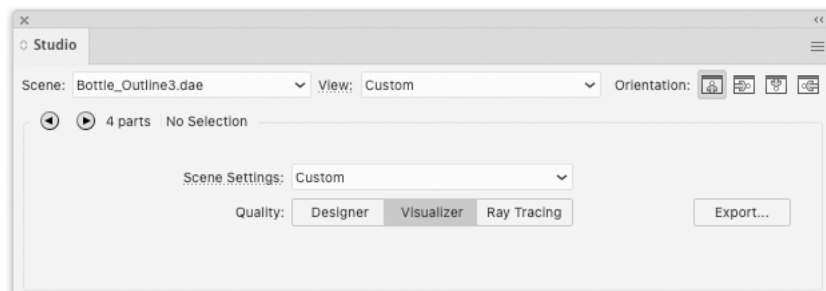 Studio
Scene: Bottle_Outline3.dae View: Custom Orientation:
4 parts No Selection
Scene Settings: Custom
Quality: Designer Visualizer Ray Tracing Export...